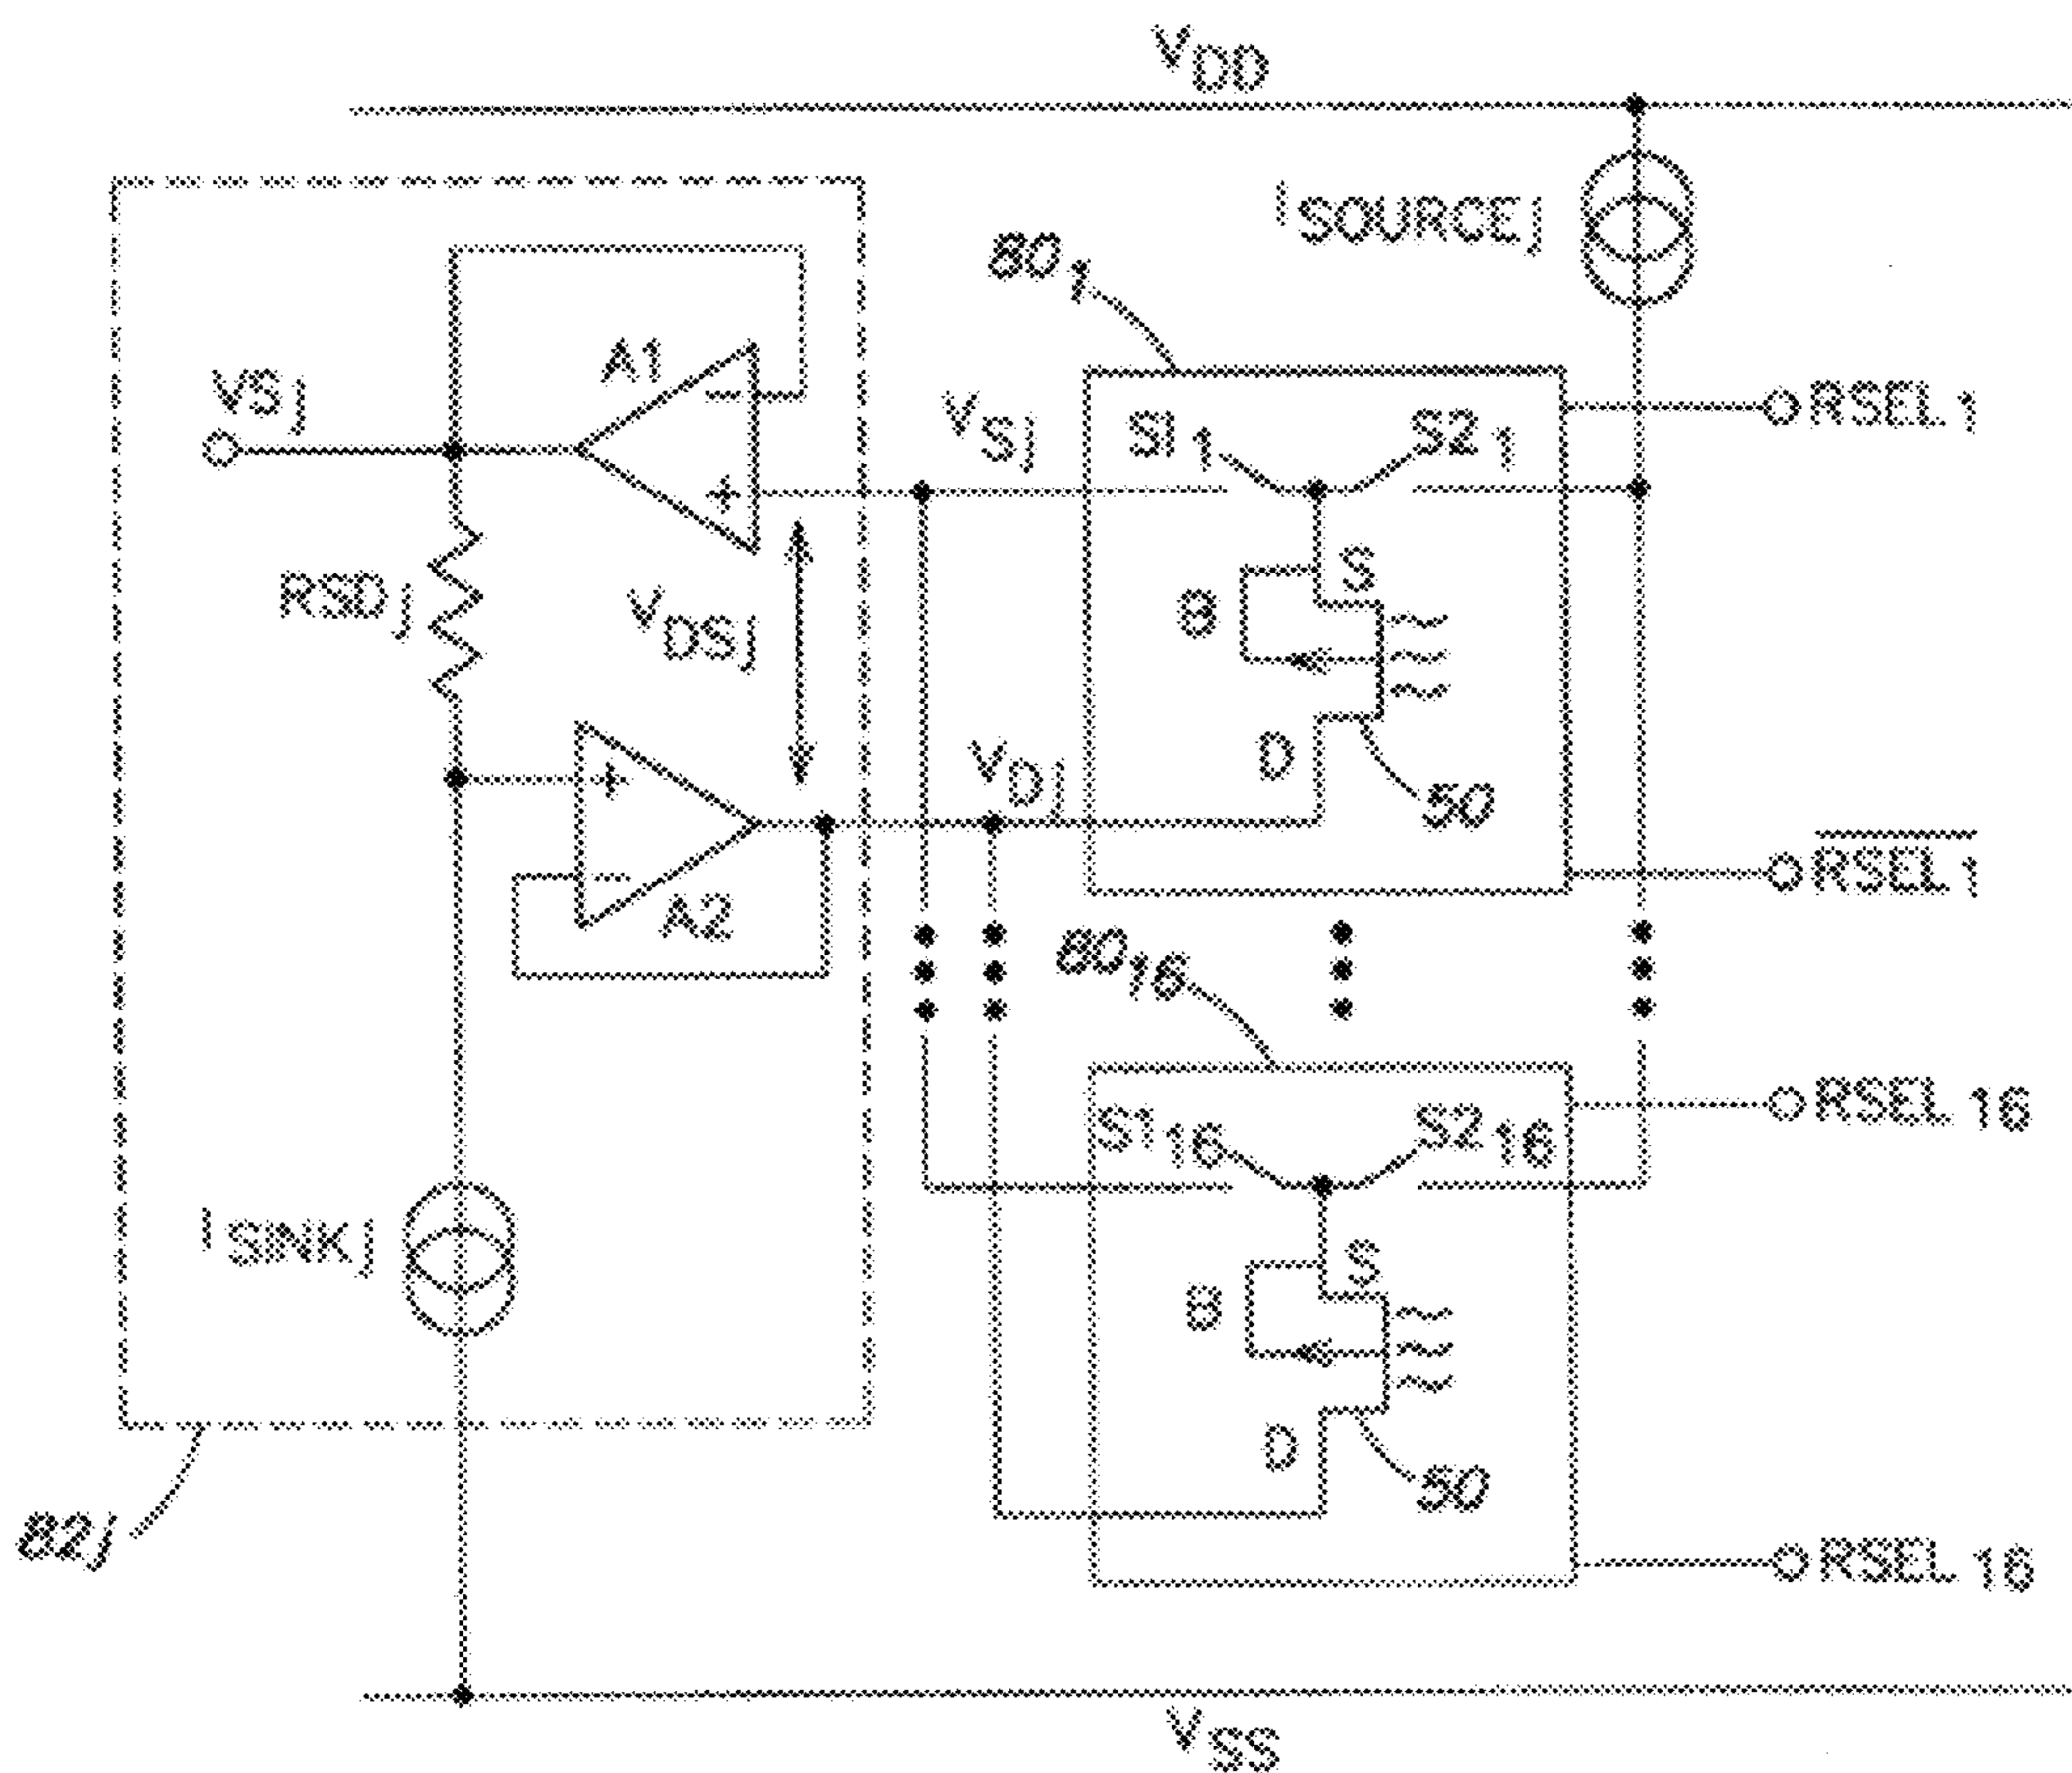 VDD
ISOURCEj
801
A1
VSj
VSj
SI1
S21
RSEL1
RSDj
VDSj
S
B
VDj
D
50
RSEL1
A2
8016
S116
S216
RSEL16
ISINKj
S
B
D
50
82j
RSEL16
VSS